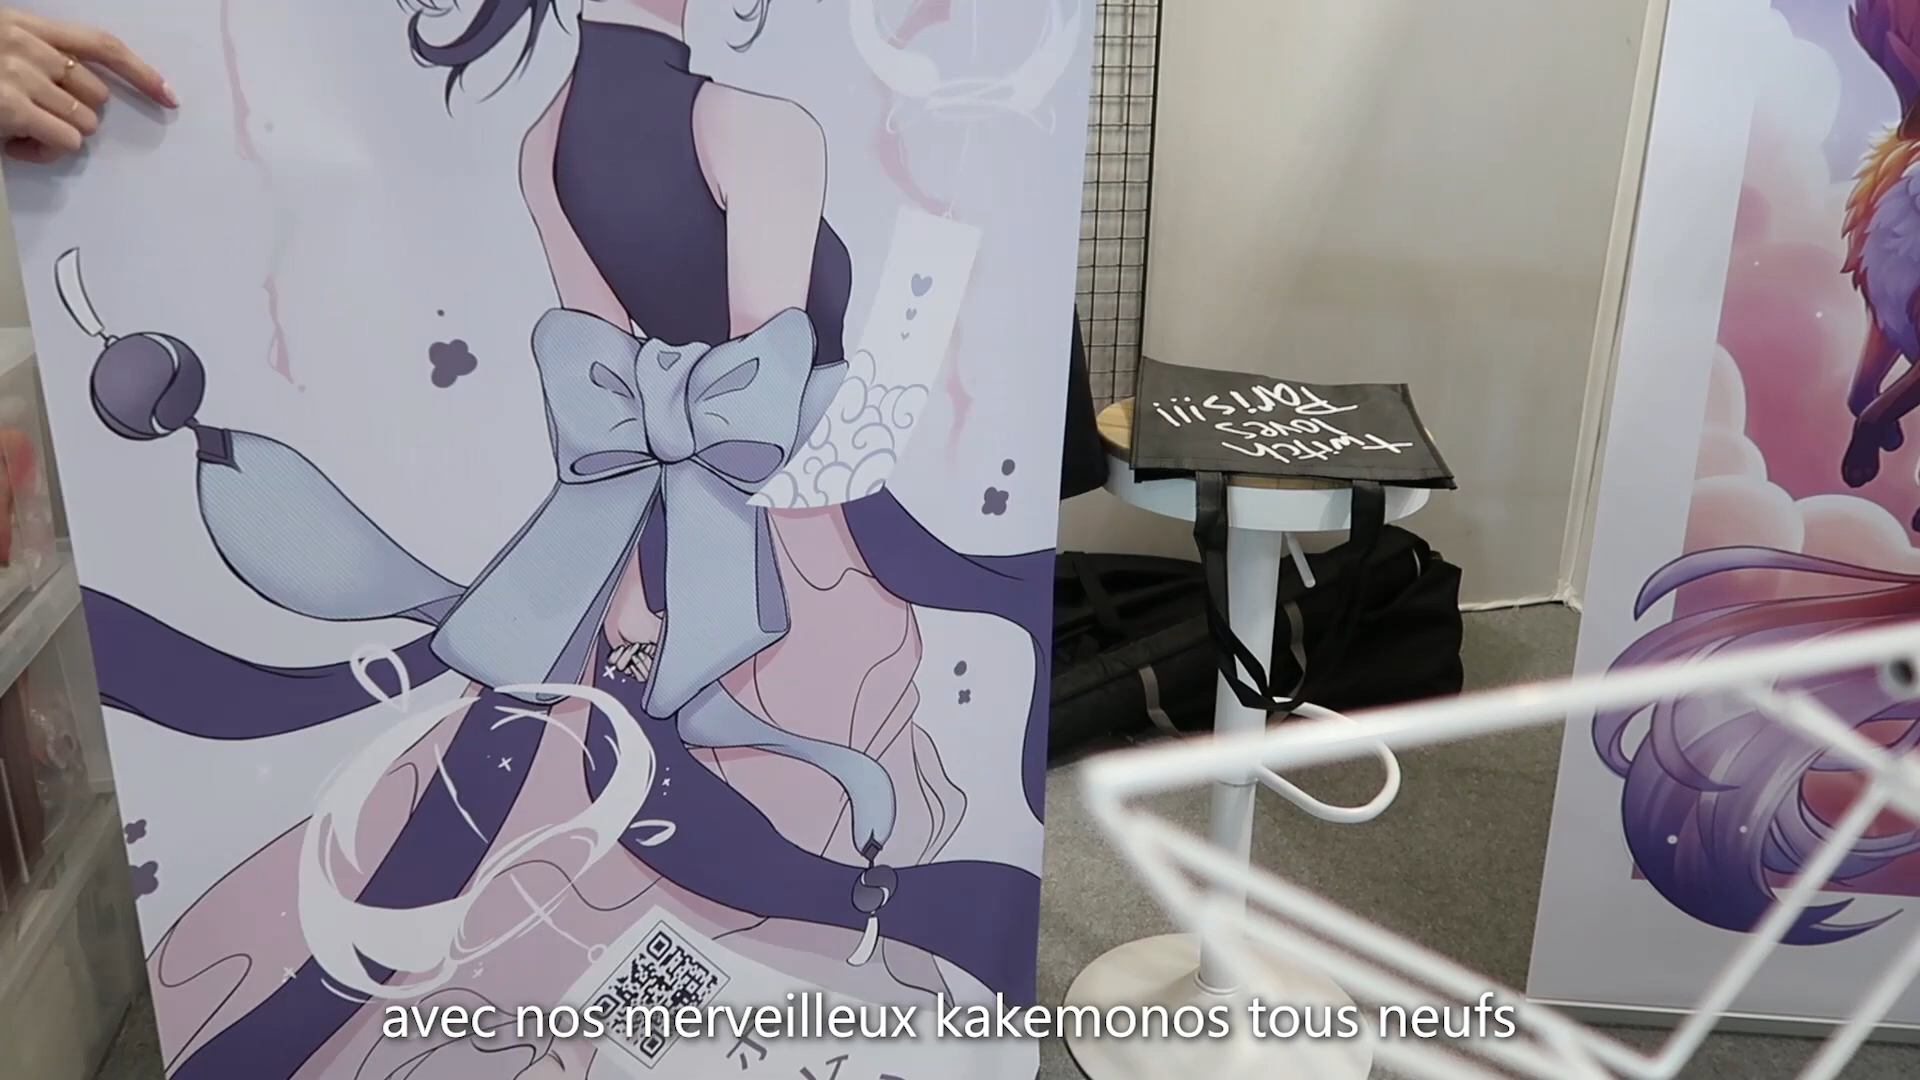 twitch
loves
Paris!!!
avec nos merveilleux kakemonos tous neufs